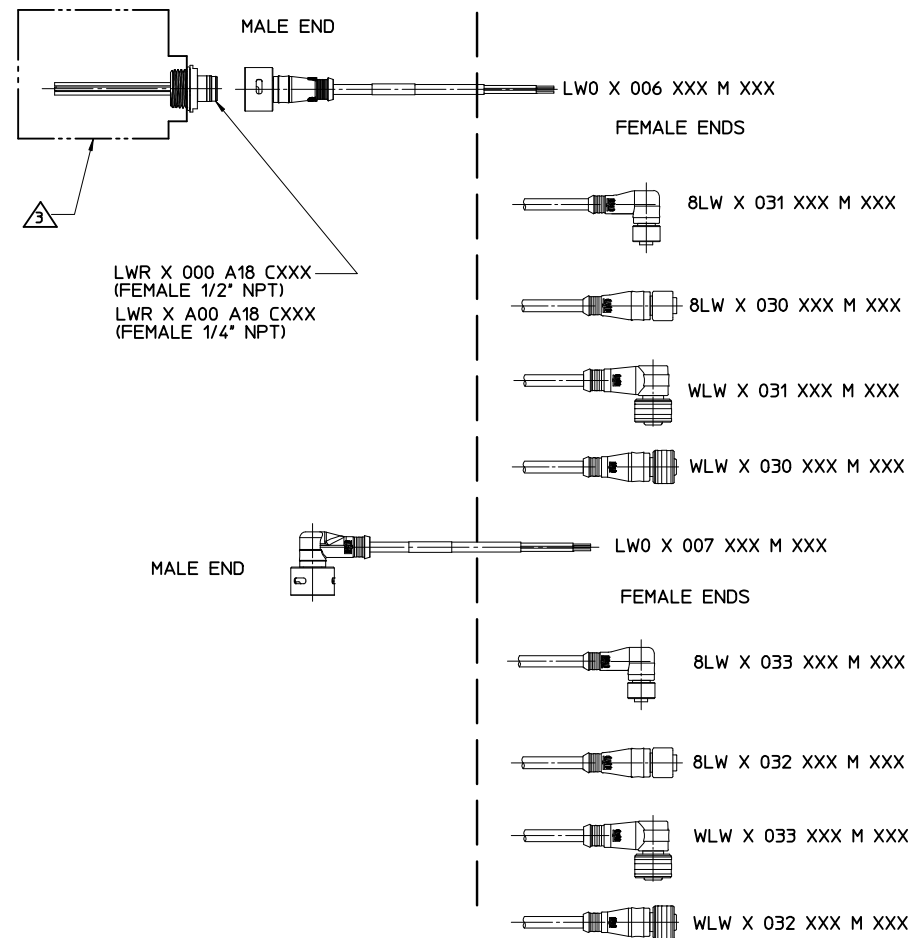 MALE END
LW0 X 006 XXX M XXX
FEMALE ENDS
8LW X 031 XXX M XXX
3
LWR X 000 A18 CXXX
(FEMALE 1/2" NPT)
LWR X A00 A18 CXXX
(FEMALE 1/4" NPT)
8LW X 030 XXX M XXX
WLW X 031 XXX M XXX
WLW X 030 XXX M XXX
LW0 X 007 XXX M XXX
MALE END
FEMALE ENDS
8LW X 033 XXX M XXX
8LW X 032 XXX M XXX
WLW X 033 XXX M XXX
WLW X 032 XXX M XXX